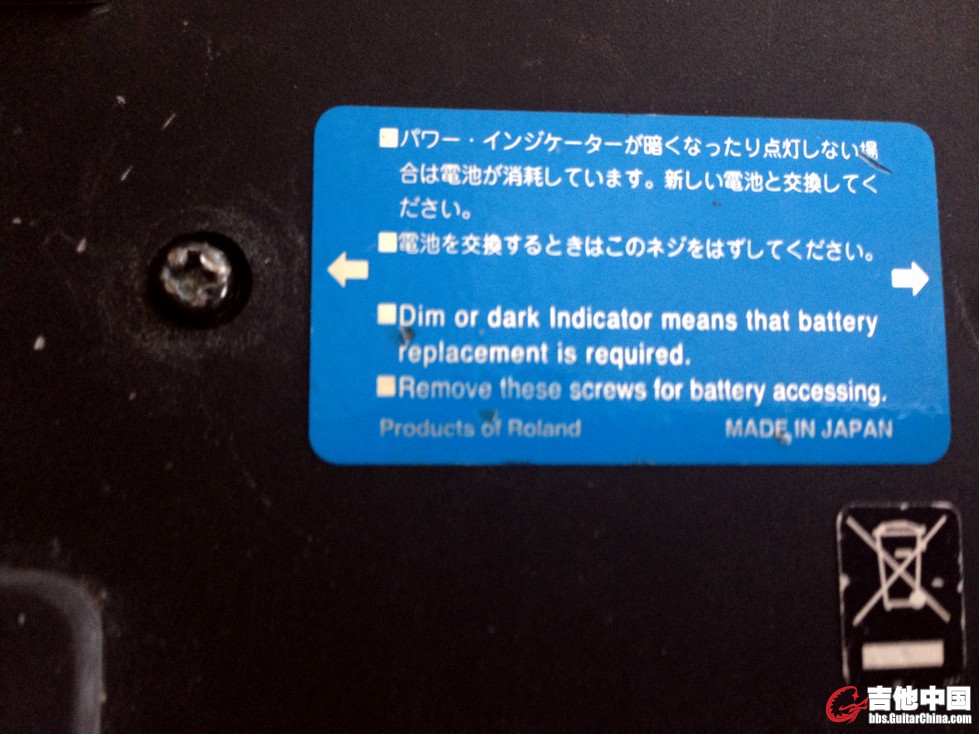 ■パワー・インジケーターが暗くなったり点灯しない場
合は電池が消耗しています。新しい電池と交換してく
ださい。
■電池を交換するときはこのネジをはずしてください。
■Dim or dark Indicator means that battery
replacement is required.
■Remove these screws for battery accessing.
Products of Roland MADE IN JAPAN
吉他中国
bbs.GuitarChina.com